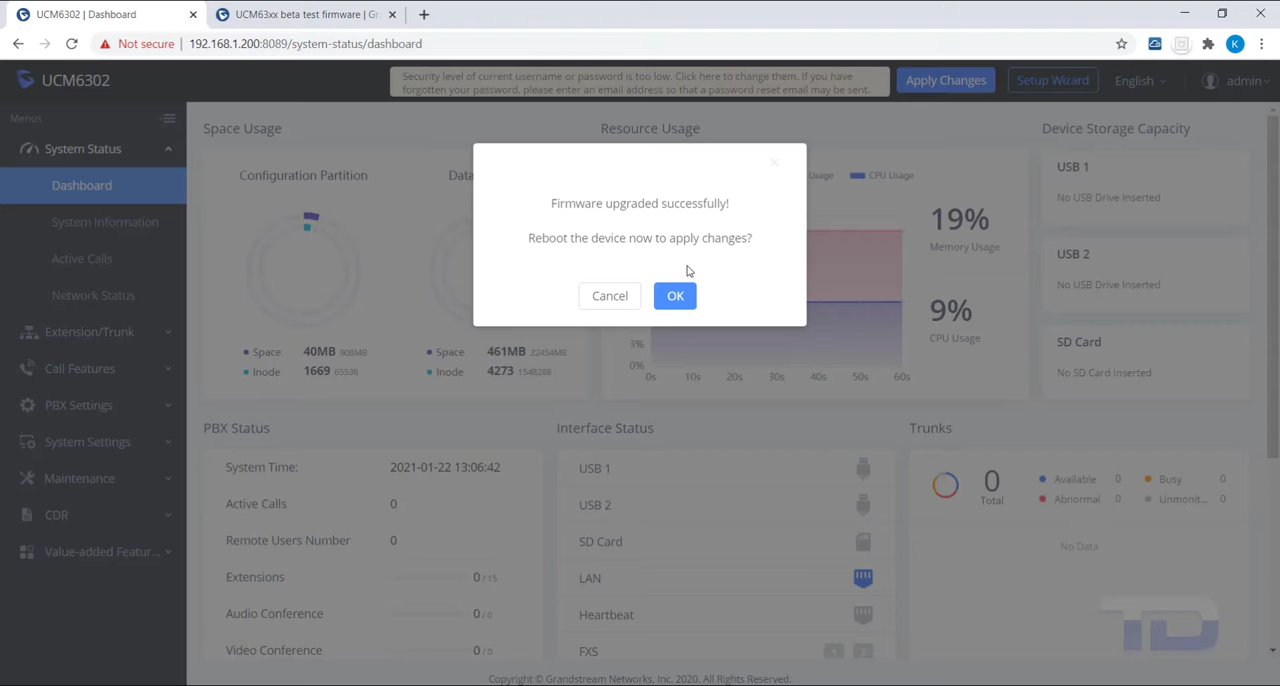 UCM6302 | Dashboard
UCM63xx beta test firmware | Gr
Not secure
192.168.1.200:8089/system-status/dashboard
K
UCM6302
Security level of current username or password is too low. Click here to change them. If you have
forgotten your password, please enter an email address so that a password reset email may be sent.
Apply Changes
Setup Wizard
English
admin
Menus
System Status
Dashboard
System Information
Active Calls
Network Status
Extension/Trunk
Call Features
PBX Settings
System Settings
Maintenance
CDR
Value-added Featur...
Space Usage
Configuration Partition
Data
Space 40MB 908MB
Inode 1669 65536
Space 461MB 22454MB
Inode 4273 1548288
Resource Usage
Usage
CPU Usage
3%
0%
0s 10s 20s 30s 40s 50s 60s
19%
Memory Usage
9%
CPU Usage
Device Storage Capacity
USB 1
No USB Drive Inserted
USB 2
No USB Drive Inserted
SD Card
No SD Card Inserted
Firmware upgraded successfully!
Reboot the device now to apply changes?
Cancel
OK
PBX Status
System Time: 2021-01-22 13:06:42
Active Calls 0
Remote Users Number 0
Extensions 0 / 15
Audio Conference 0 / 0
Video Conference 0 / 0
Interface Status
USB 1
USB 2
SD Card
LAN
Heartbeat
FXS 1 2
Trunks
0
Total
Available 0
Busy 0
Abnormal 0
Unmonit... 0
No Data
TD
Copyright © Grandstream Networks, Inc. 2020. All Rights Reserved.